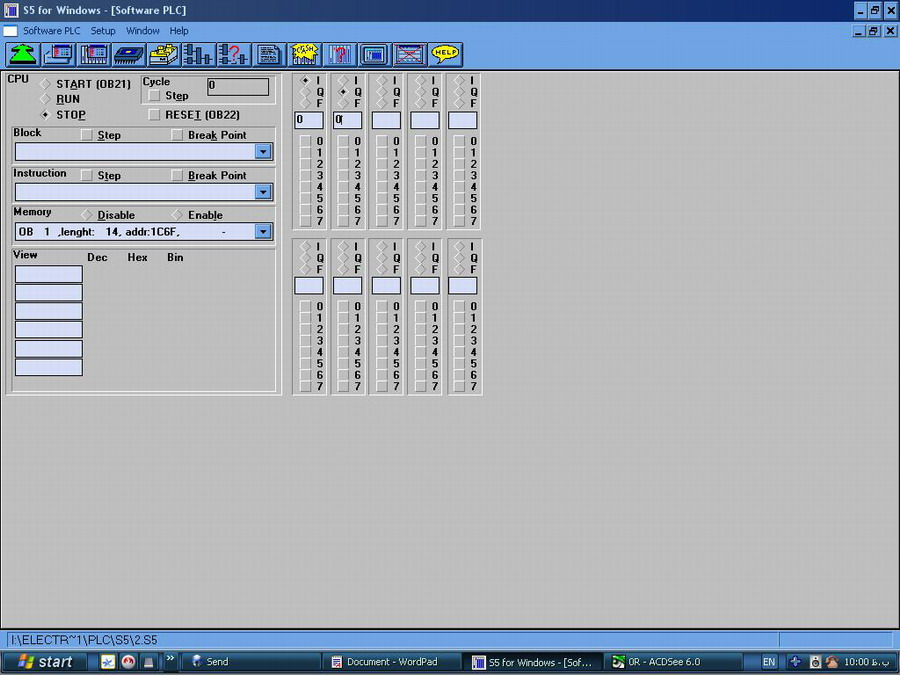 S5 for Windows - [Software PLC]
Software PLC Setup Window Help
HELP
CPU
START (OB21)
RUN
STOP
Cycle
0
Step
RESET (OB22)
Block
Step
Break Point
Instruction
Step
Break Point
Memory
Disable
Enable
OB 1 ,lenght: 14, addr:1C6F, -
View
Dec Hex Bin
I I I I I
Q Q Q Q Q
F F F F F
0 0
0 0 0 0 0
1 1 1 1 1
2 2 2 2 2
3 3 3 3 3
4 4 4 4 4
5 5 5 5 5
6 6 6 6 6
7 7 7 7 7
I I I I I
Q Q Q Q Q
F F F F F
0 0 0 0 0
1 1 1 1 1
2 2 2 2 2
3 3 3 3 3
4 4 4 4 4
5 5 5 5 5
6 6 6 6 6
7 7 7 7 7
I:\ELECTR~1\PLC\S5\2.S5
start
Send
Document - WordPad
S5 for Windows - [Sof...
0R - ACDSee 6.0
EN
10:00 ب.ظ